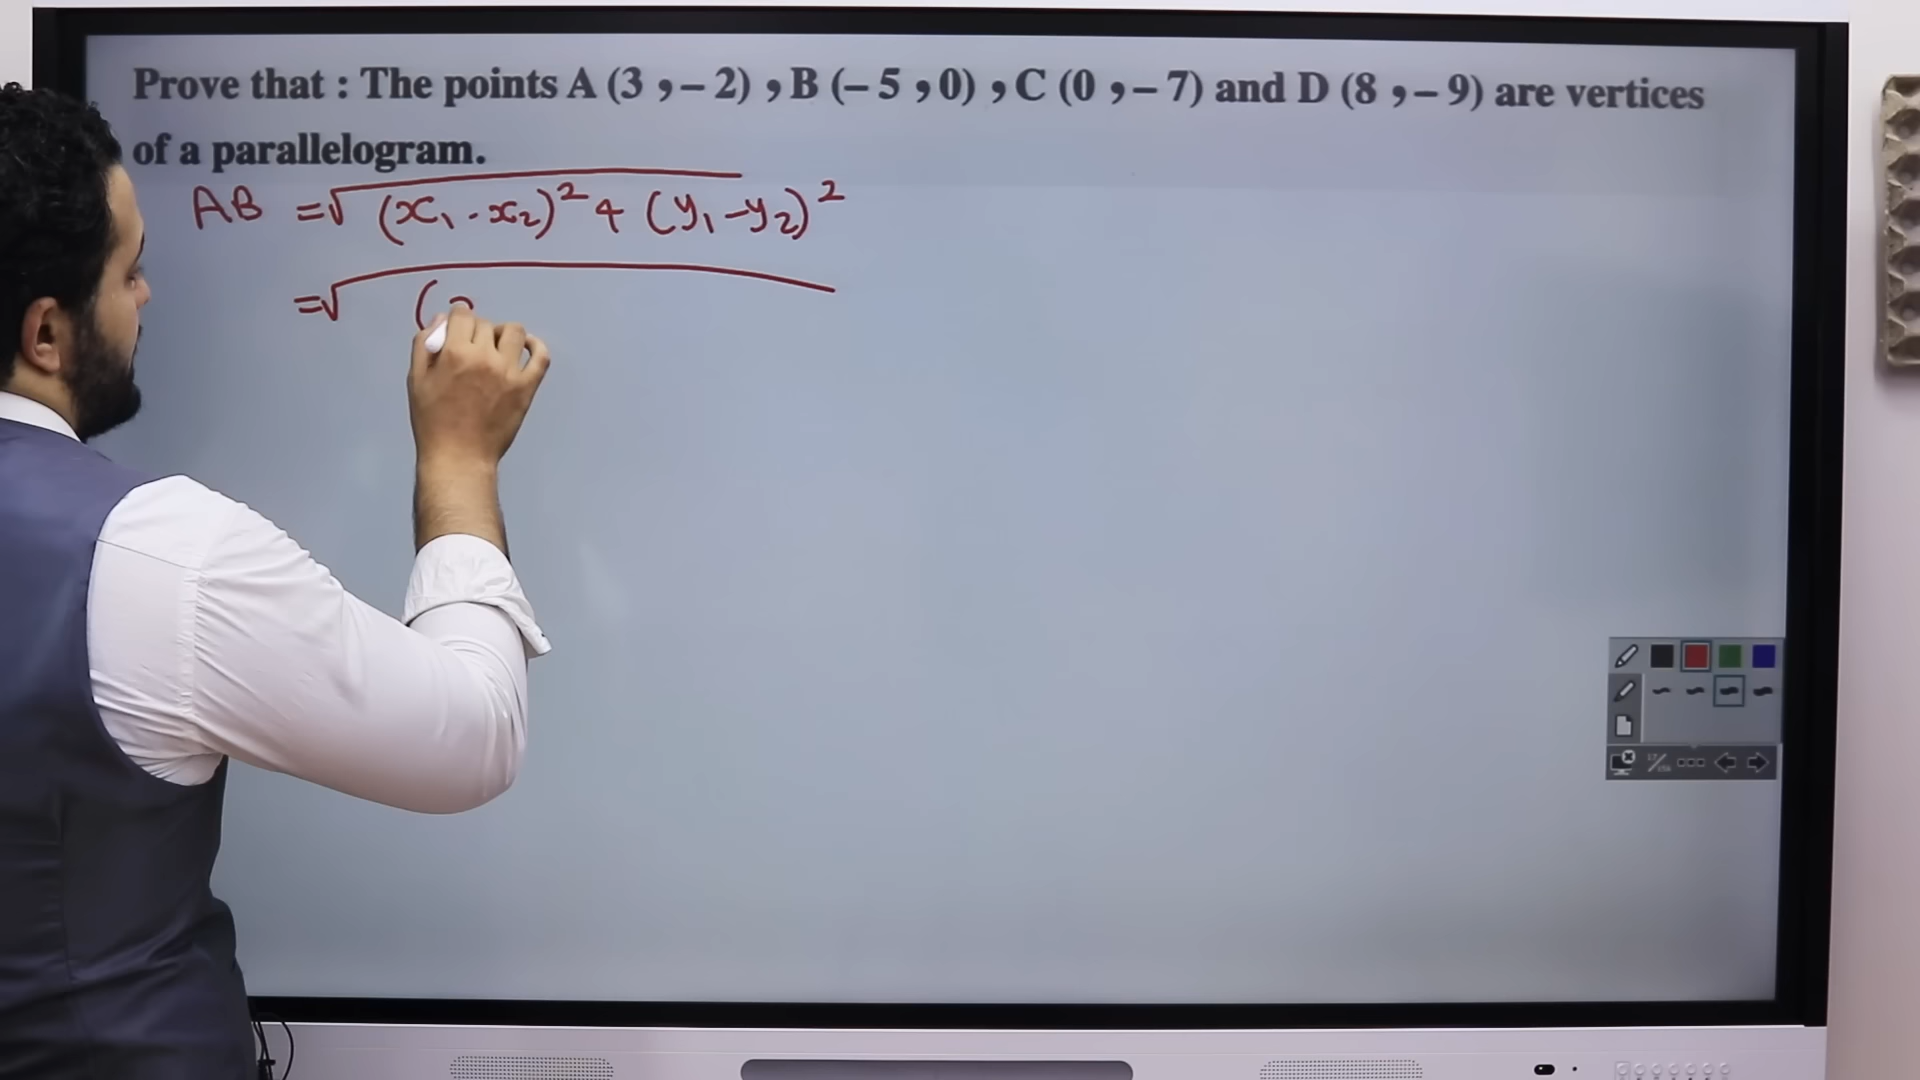 Prove that : The points A (3 , – 2) , B (– 5 , 0) , C (0 , – 7) and D (8 , – 9) are vertices
of a parallelogram.
AB = √(x₁ - x₂)² + (y₁ - y₂)²
= √ (